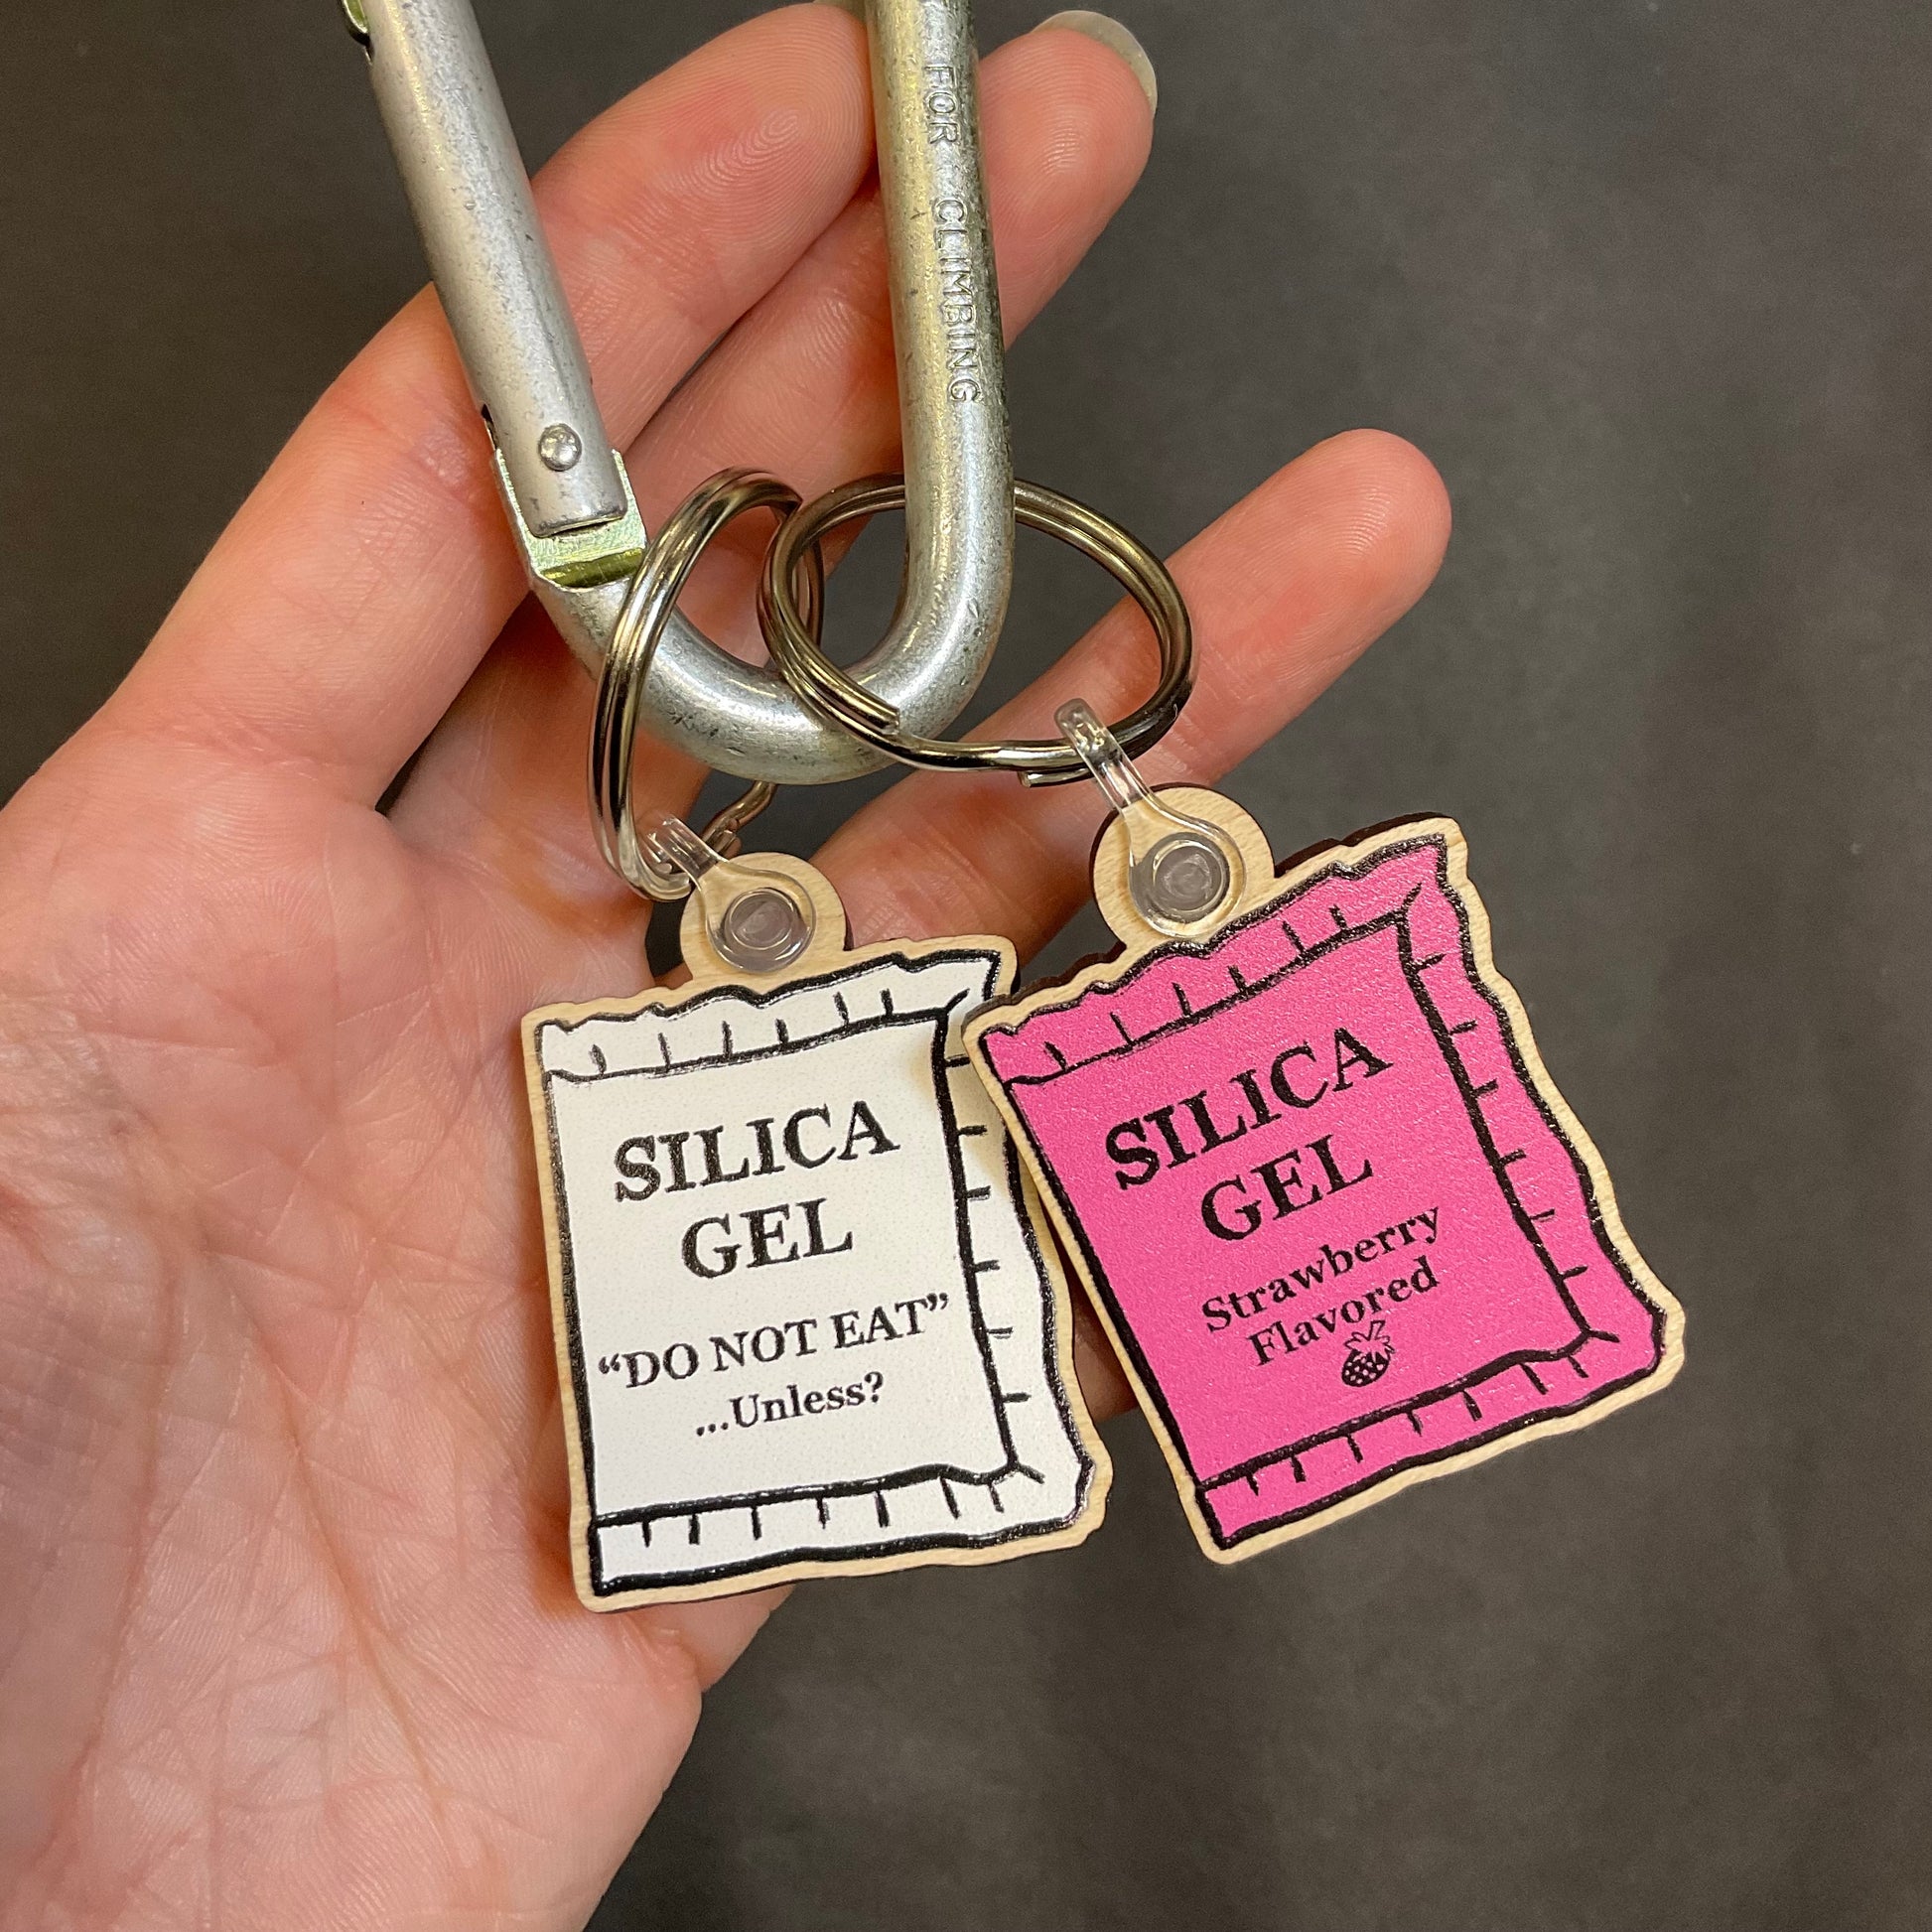 FOR CLIMBING
SILICA
GEL
“DO NOT EAT”
...Unless?
SILICA
GEL
Strawberry
Flavored